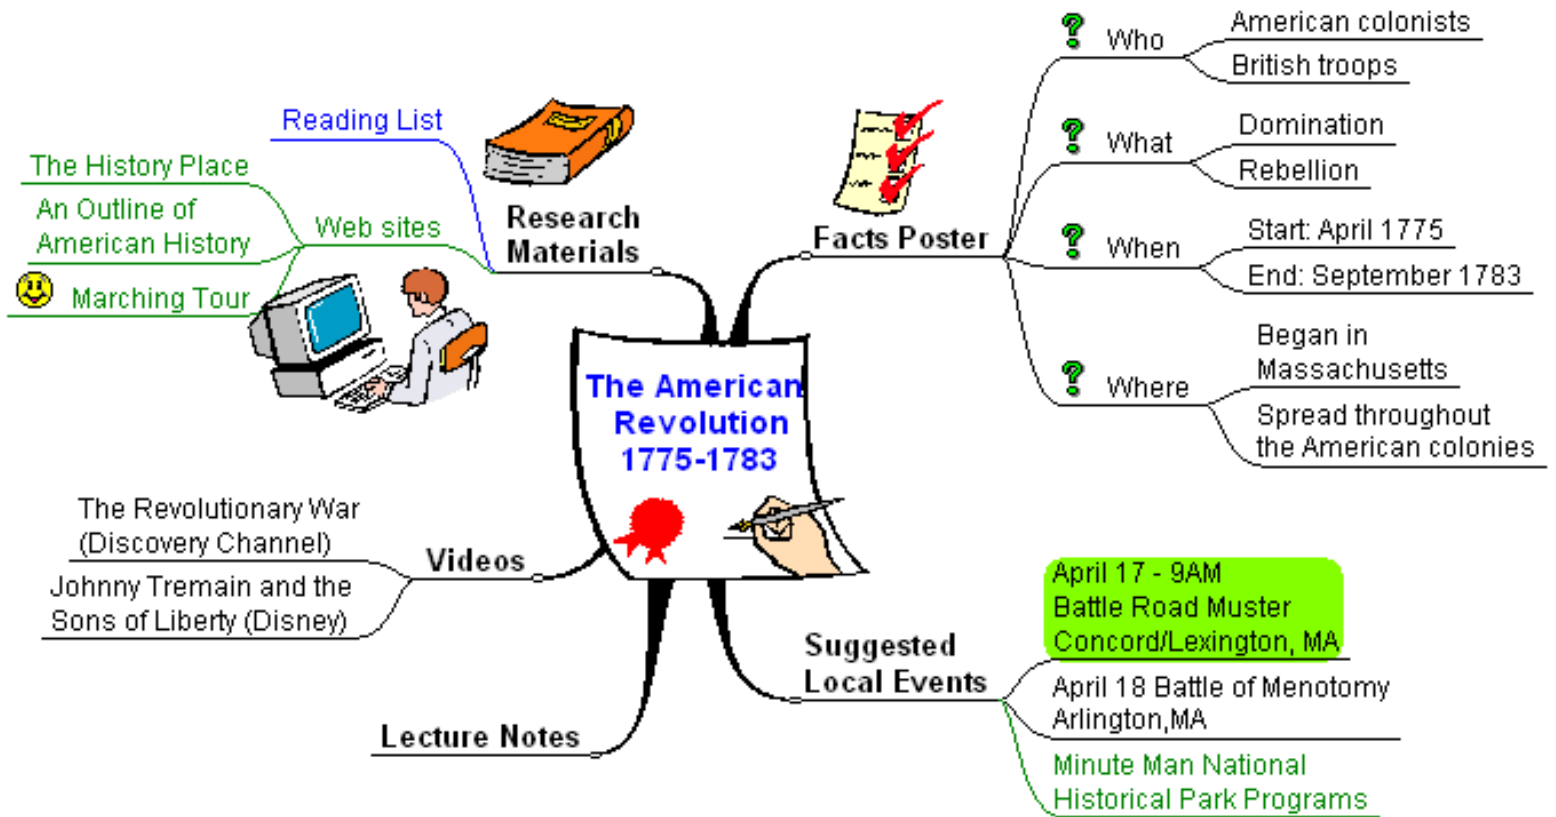 The American
Revolution
1775-1783
Research
Materials
Reading List
Web sites
The History Place
An Outline of
American History
Marching Tour
Facts Poster
? Who
American colonists
British troops
? What
Domination
Rebellion
? When
Start: April 1775
End: September 1783
? Where
Began in
Massachusetts
Spread throughout
the American colonies
Videos
The Revolutionary War
(Discovery Channel)
Johnny Tremain and the
Sons of Liberty (Disney)
Lecture Notes
Suggested
Local Events
April 17 - 9AM
Battle Road Muster
Concord/Lexington, MA
April 18 Battle of Menotomy
Arlington,MA
Minute Man National
Historical Park Programs